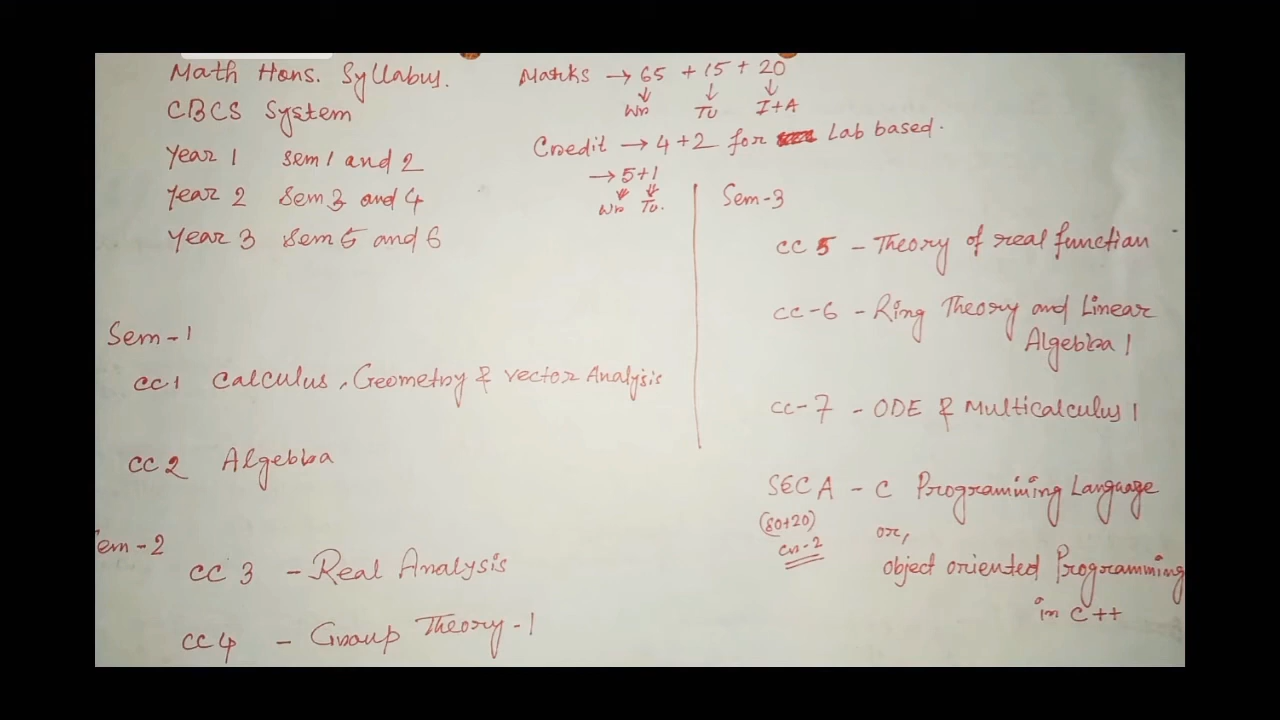 Math Hons. Syllabus.
CBCS System
Year 1 Sem 1 and 2
Year 2 Sem 3 and 4
Year 3 Sem 5 and 6
Marks → 65 + 15 + 20
↓ ↓ ↓
Wr Tu I+A
Credit → 4+2 for Lab based.
→ 5+1
Wr Tu.
Sem-1
CC1 Calculus, Geometry & Vector Analysis
CC2 Algebra
em-2
CC3 - Real Analysis
CC4 - Group Theory-1
Sem-3
CC5 - Theory of real function
CC-6 - Ring Theory and Linear
Algebra 1
CC-7 - ODE & Multicalculus 1
SEC A - C Programming Language
(80+20)
Cr-2
or,
object oriented Programming
in C++